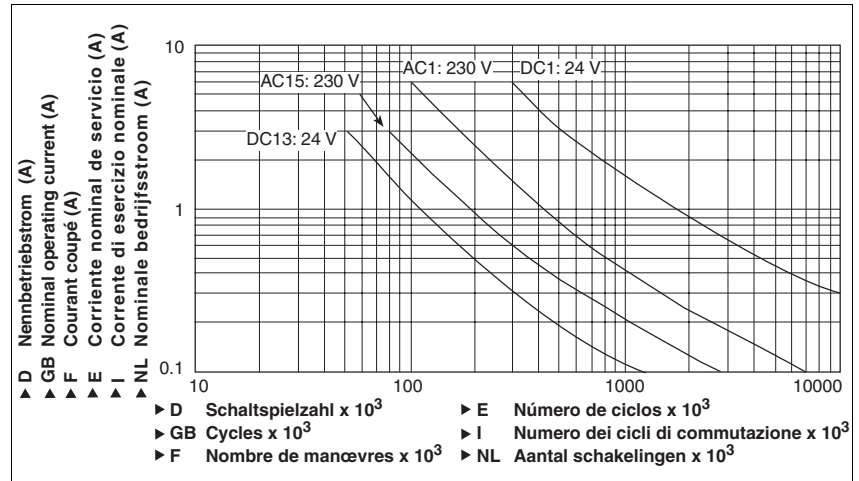 10
1
0.1
10
100
1000
10000
AC15: 230 V
AC1: 230 V
DC1: 24 V
DC13: 24 V
▶ D Nennbetriebstrom (A)
▶ GB Nominal operating current (A)
▶ F Courant coupé (A)
▶ E Corriente nominal de servicio (A)
▶ I Corrente di esercizio nominale (A)
▶ NL Nominale bedrijfsstroom (A)
▶ D Schaltspielzahl x 10³
▶ GB Cycles x 10³
▶ F Nombre de manœvres x 10³
▶ E Número de ciclos x 10³
▶ I Numero dei cicli di commutazione x 10³
▶ NL Aantal schakelingen x 10³